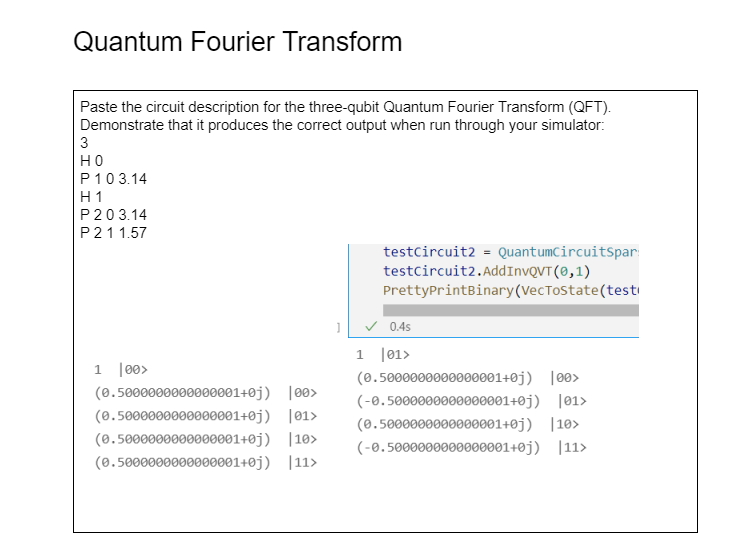 Quantum Fourier Transform
Paste the circuit description for the three-qubit Quantum Fourier Transform (QFT).
Demonstrate that it produces the correct output when run through your simulator:
3
H 0
P 1 0 3.14
H 1
P 2 0 3.14
P 2 1 1.57
testCircuit2 = QuantumCircuitSpar
testCircuit2.AddInvQVT(0,1)
PrettyPrintBinary(VecToState(test
] ✓ 0.4s
1 |00>
(0.5000000000000001+0j) |00>
(0.5000000000000001+0j) |01>
(0.5000000000000001+0j) |10>
(0.5000000000000001+0j) |11>
1 |01>
(0.5000000000000001+0j) |00>
(-0.5000000000000001+0j) |01>
(0.5000000000000001+0j) |10>
(-0.5000000000000001+0j) |11>